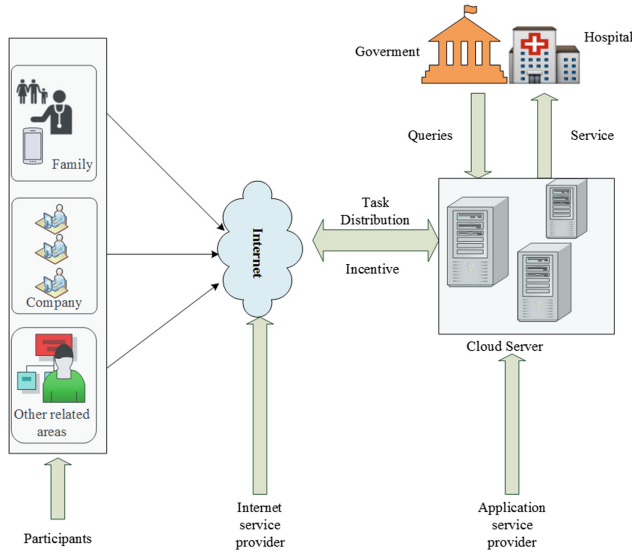 Goverment
Hospital
Queries
Service
Family
Task
Distribution
Internet
Incentive
Company
Cloud Server
Other related
areas
Participants
Internet
service
provider
Application
service
provider